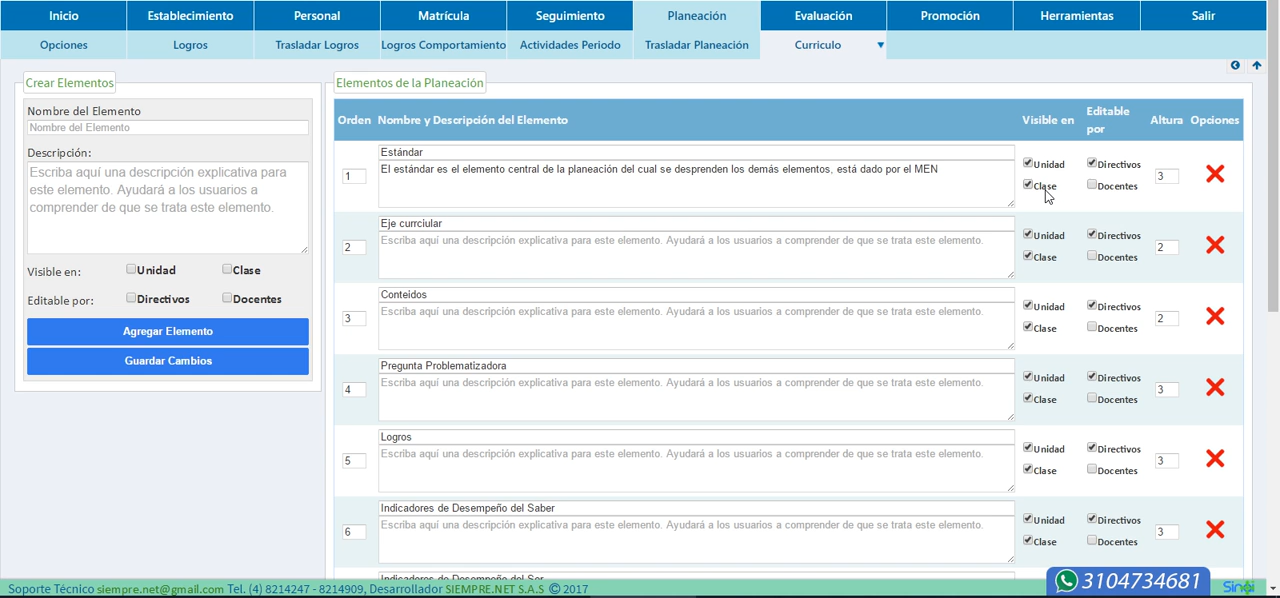 Inicio Establecimiento Personal Matrícula Seguimiento Planeación Evaluación Promoción Herramientas Salir
Opciones Logros Trasladar Logros Logros Comportamiento Actividades Periodo Trasladar Planeación Curriculo
Crear Elementos
Nombre del Elemento
Nombre del Elemento
Descripción:
Escriba aquí una descripción explicativa para
este elemento. Ayudará a los usuarios a
comprender de que se trata este elemento.
Visible en: Unidad Clase
Editable por: Directivos Docentes
Agregar Elemento
Guardar Cambios
Elementos de la Planeación
Orden Nombre y Descripción del Elemento Visible en Editable por Altura Opciones
Estándar
1 El estándar es el elemento central de la planeación del cual se desprenden los demás elementos, está dado por el MEN Unidad Directivos 3
Clase Docentes
Eje currciular
2 Escriba aquí una descripción explicativa para este elemento. Ayudará a los usuarios a comprender de que se trata este elemento. Unidad Directivos 2
Clase Docentes
Conteidos
3 Escriba aquí una descripción explicativa para este elemento. Ayudará a los usuarios a comprender de que se trata este elemento. Unidad Directivos 2
Clase Docentes
Pregunta Problematizadora
4 Escriba aquí una descripción explicativa para este elemento. Ayudará a los usuarios a comprender de que se trata este elemento. Unidad Directivos 3
Clase Docentes
Logros
5 Escriba aquí una descripción explicativa para este elemento. Ayudará a los usuarios a comprender de que se trata este elemento. Unidad Directivos 3
Clase Docentes
Indicadores de Desempeño del Saber
6 Escriba aquí una descripción explicativa para este elemento. Ayudará a los usuarios a comprender de que se trata este elemento. Unidad Directivos 3
Clase Docentes
Indicadores de Desempeño del Ser
Soporte Técnico siempre.net@gmail.com Tel. (4) 8214247 - 8214909, Desarrollador SIEMPRE.NET S.A.S © 2017
3104734681
Sinai